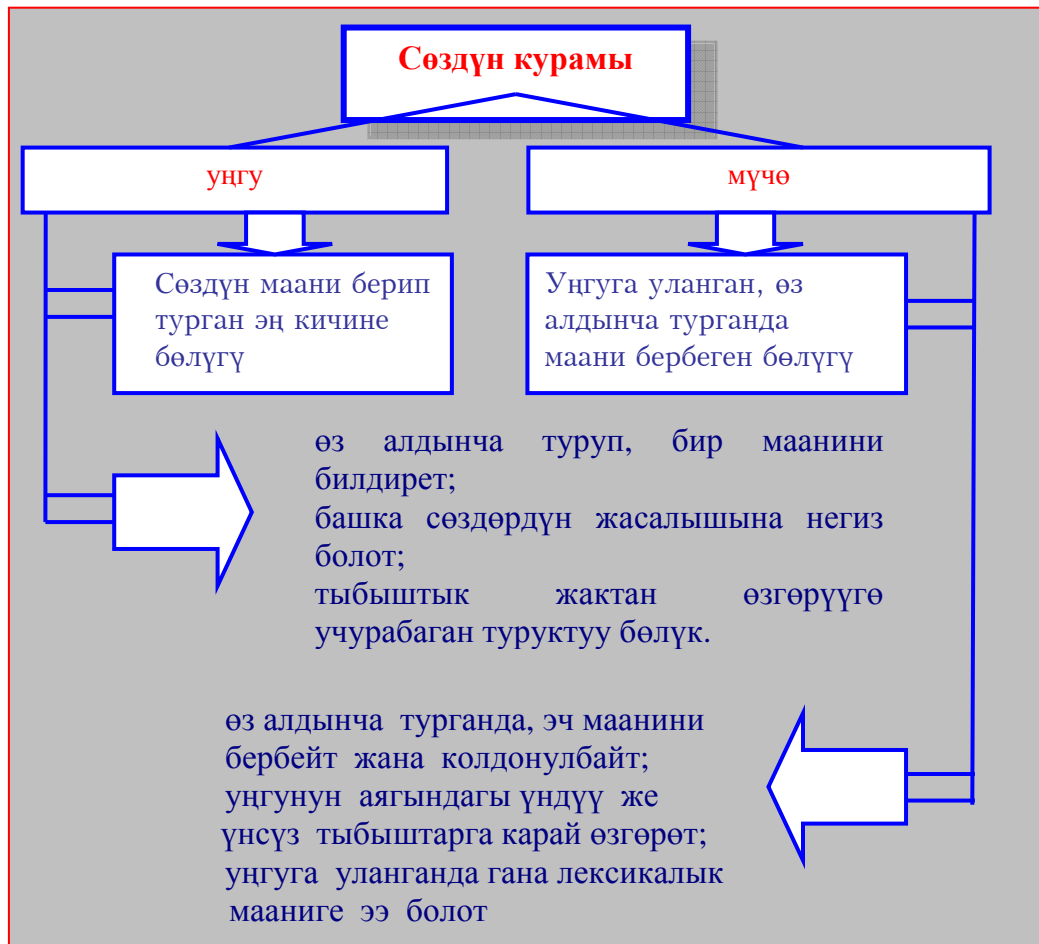 Сөздүн курамы
уңгу
мүчө
Сөздүн маани берип
турган эң кичине
бөлүгү
Уңгуга уланган, өз
алдынча турганда
маани бербеген бөлүгү
өз алдынча туруп, бир маанини
билдирет;
башка сөздөрдүн жасалышына негиз
болот;
тыбыштык жактан өзгөрүүгө
учурабаган туруктуу бөлүк.
өз алдынча турганда, эч маанини
бербейт жана колдонулбайт;
уңгунун аягындагы үндүү же
үнсүз тыбыштарга карай өзгөрөт;
уңгуга уланганда гана лексикалык
мааниге ээ болот